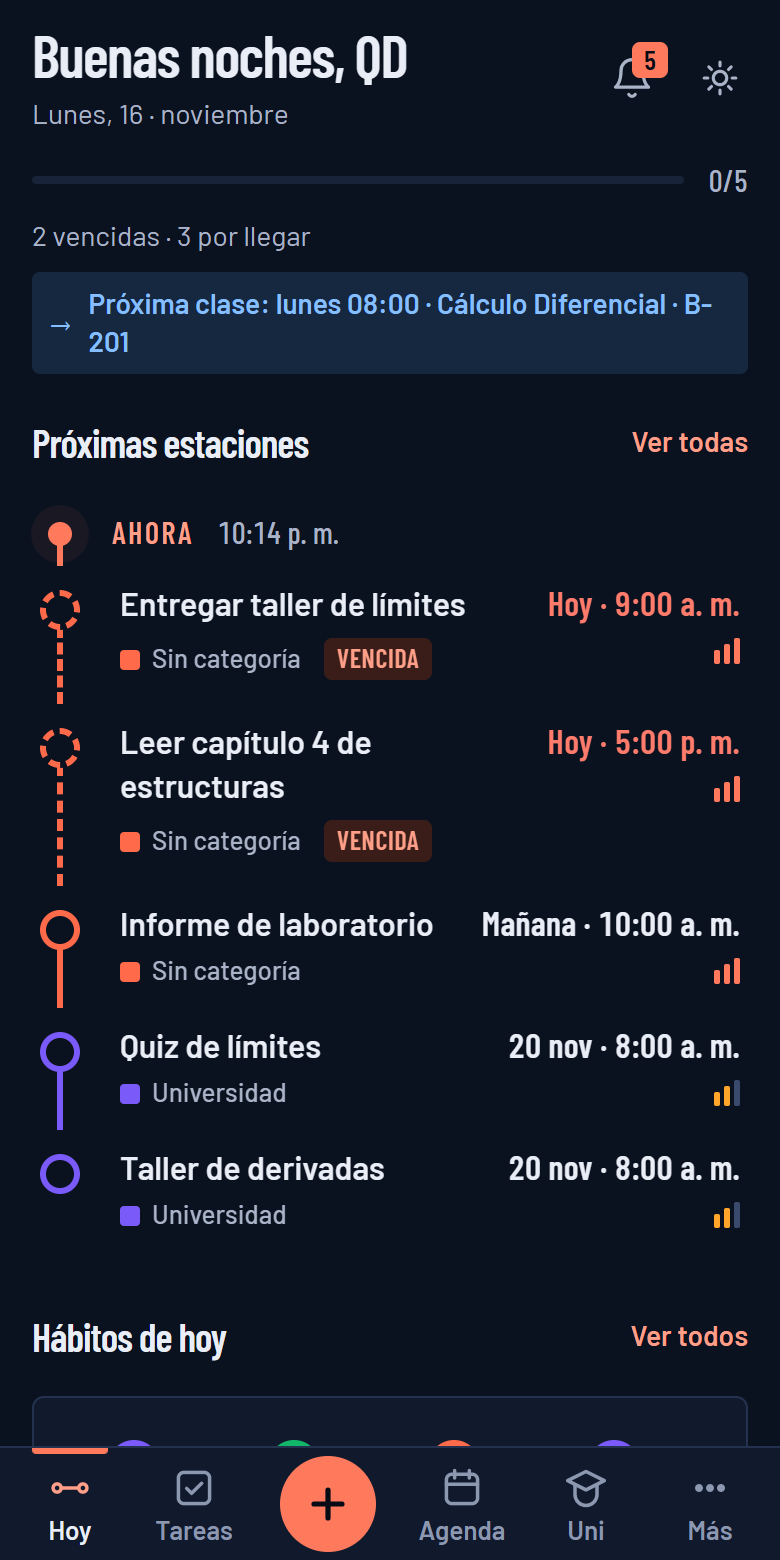 Buenas noches, QD
5
Lunes, 16 · noviembre
0/5
2 vencidas · 3 por llegar
→ Próxima clase: lunes 08:00 · Cálculo Diferencial · B-
201
Próximas estaciones
Ver todas
AHORA 10:14 p. m.
Entregar taller de límites
Hoy · 9:00 a. m.
Sin categoría
VENCIDA
Leer capítulo 4 de
estructuras
Hoy · 5:00 p. m.
Sin categoría
VENCIDA
Informe de laboratorio
Mañana · 10:00 a. m.
Sin categoría
Quiz de límites
20 nov · 8:00 a. m.
Universidad
Taller de derivadas
20 nov · 8:00 a. m.
Universidad
Hábitos de hoy
Ver todos
Hoy
Tareas
Agenda
Uni
Más